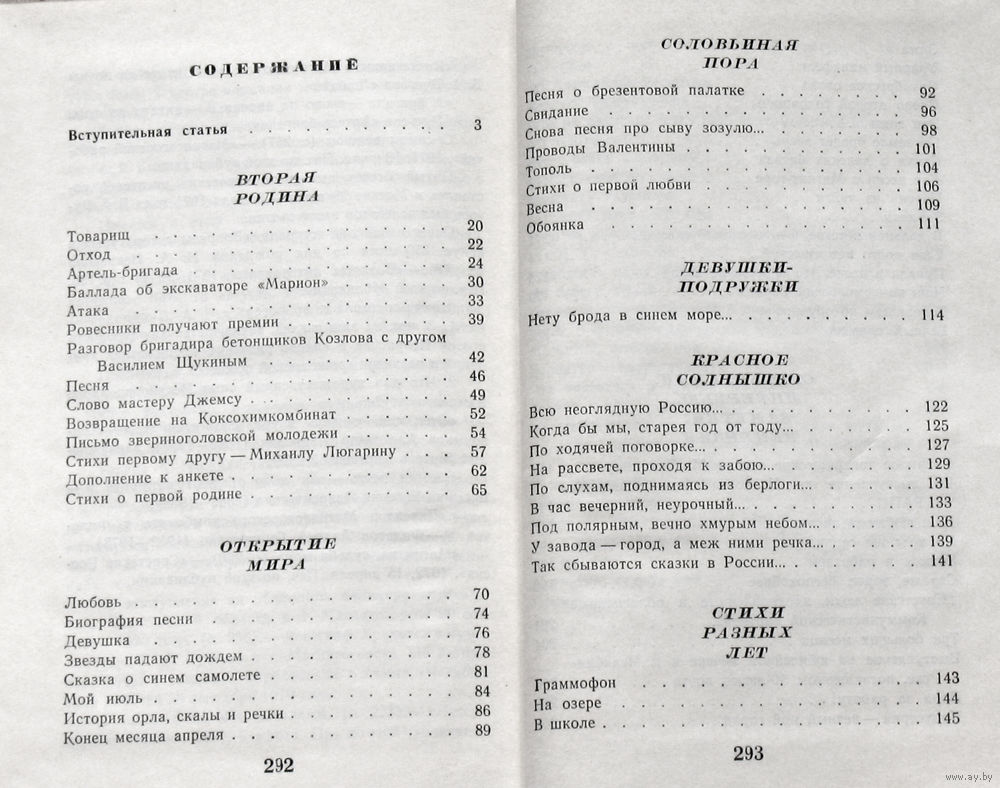 СОДЕРЖАНИЕ
Вступительная статья . . . . . . . . . . 3
ВТОРАЯ
РОДИНА
Товарищ . . . . . . . . . . . . . 20
Отход . . . . . . . . . . . . . . 22
Артель-бригада . . . . . . . . . . . 24
Баллада об экскаваторе «Марион» . . . . . . 30
Атака . . . . . . . . . . . . . . 33
Ровесники получают премии . . . . . . . . 39
Разговор бригадира бетонщиков Козлова с другом
Василием Щукиным . . . . . . . . . 42
Песня . . . . . . . . . . . . . . 46
Слово мастеру Джемсу . . . . . . . . . 49
Возвращение на Коксохимкомбинат . . . . . . 52
Письмо звериноголовской молодежи . . . . . . 54
Стихи первому другу — Михаилу Люгарину . . . . 57
Дополнение к анкете . . . . . . . . . . 62
Стихи о первой родине . . . . . . . . . 65
ОТКРЫТИЕ
МИРА
Любовь . . . . . . . . . . . . . 70
Биография песни . . . . . . . . . . . 74
Девушка . . . . . . . . . . . . . 76
Звезды падают дождем . . . . . . . . . 78
Сказка о синем самолете . . . . . . . . . 81
Мой июль . . . . . . . . . . . . . 84
История орла, скалы и речки . . . . . . . . 86
Конец месяца апреля . . . . . . . . . . 89
292
СОЛОВЬИНАЯ
ПОРА
Песня о брезентовой палатке . . . . . . . 92
Свидание . . . . . . . . . . . . . 96
Снова песня про сыву зозулю... . . . . . . . 98
Проводы Валентины . . . . . . . . . . 101
Тополь . . . . . . . . . . . . . . 104
Стихи о первой любви . . . . . . . . . 106
Весна . . . . . . . . . . . . . . 109
Обоянка . . . . . . . . . . . . . 111
ДЕВУШКИ-
ПОДРУЖКИ
Нету брода в синем море... . . . . . . . . 114
КРАСНОЕ
СОЛНЫШКО
Всю неоглядную Россию... . . . . . . . . 122
Когда бы мы, старея год от году... . . . . . . 125
По ходячей поговорке... . . . . . . . . . 127
На рассвете, проходя к забою... . . . . . . 129
По слухам, поднимаясь из берлоги... . . . . . 131
В час вечерний, неурочный... . . . . . . . 133
Под полярным, вечно хмурым небом... . . . . . 136
У завода — город, а меж ними речка... . . . . . 139
Так сбываются сказки в России... . . . . . . 141
СТИХИ
РАЗНЫХ
ЛЕТ
Граммофон . . . . . . . . . . . . 143
На озере . . . . . . . . . . . . . 144
В школе . . . . . . . . . . . . . 145
293
www.ay.by